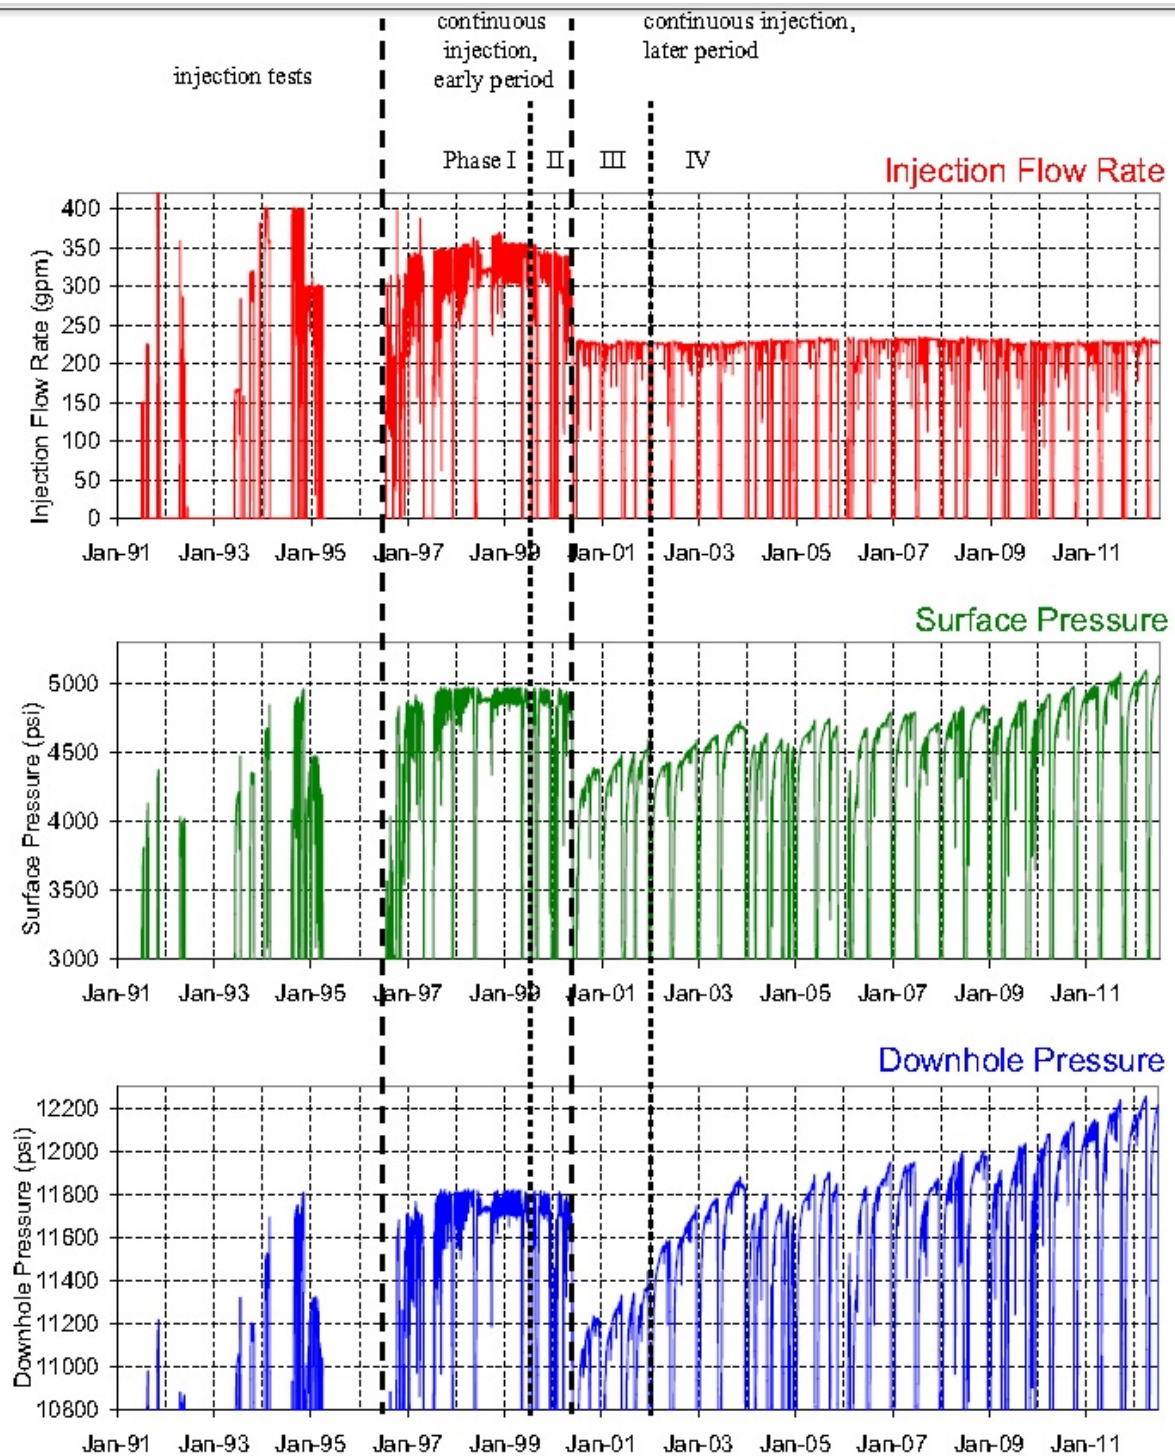 continuous
injection,
early period
continuous injection,
later period
injection tests
Phase I
II
III
IV
Injection Flow Rate
Injection Flow Rate (gpm)
400
350
300
250
200
150
100
50
0
Jan-91 Jan-93 Jan-95 Jan-97 Jan-99 Jan-01 Jan-03 Jan-05 Jan-07 Jan-09 Jan-11
Surface Pressure
Surface Pressure (psi)
5000
4500
4000
3500
3000
Jan-91 Jan-93 Jan-95 Jan-97 Jan-99 Jan-01 Jan-03 Jan-05 Jan-07 Jan-09 Jan-11
Downhole Pressure
Downhole Pressure (psi)
12200
12000
11800
11600
11400
11200
11000
10800
Jan-91 Jan-93 Jan-95 Jan-97 Jan-99 Jan-01 Jan-03 Jan-05 Jan-07 Jan-09 Jan-11